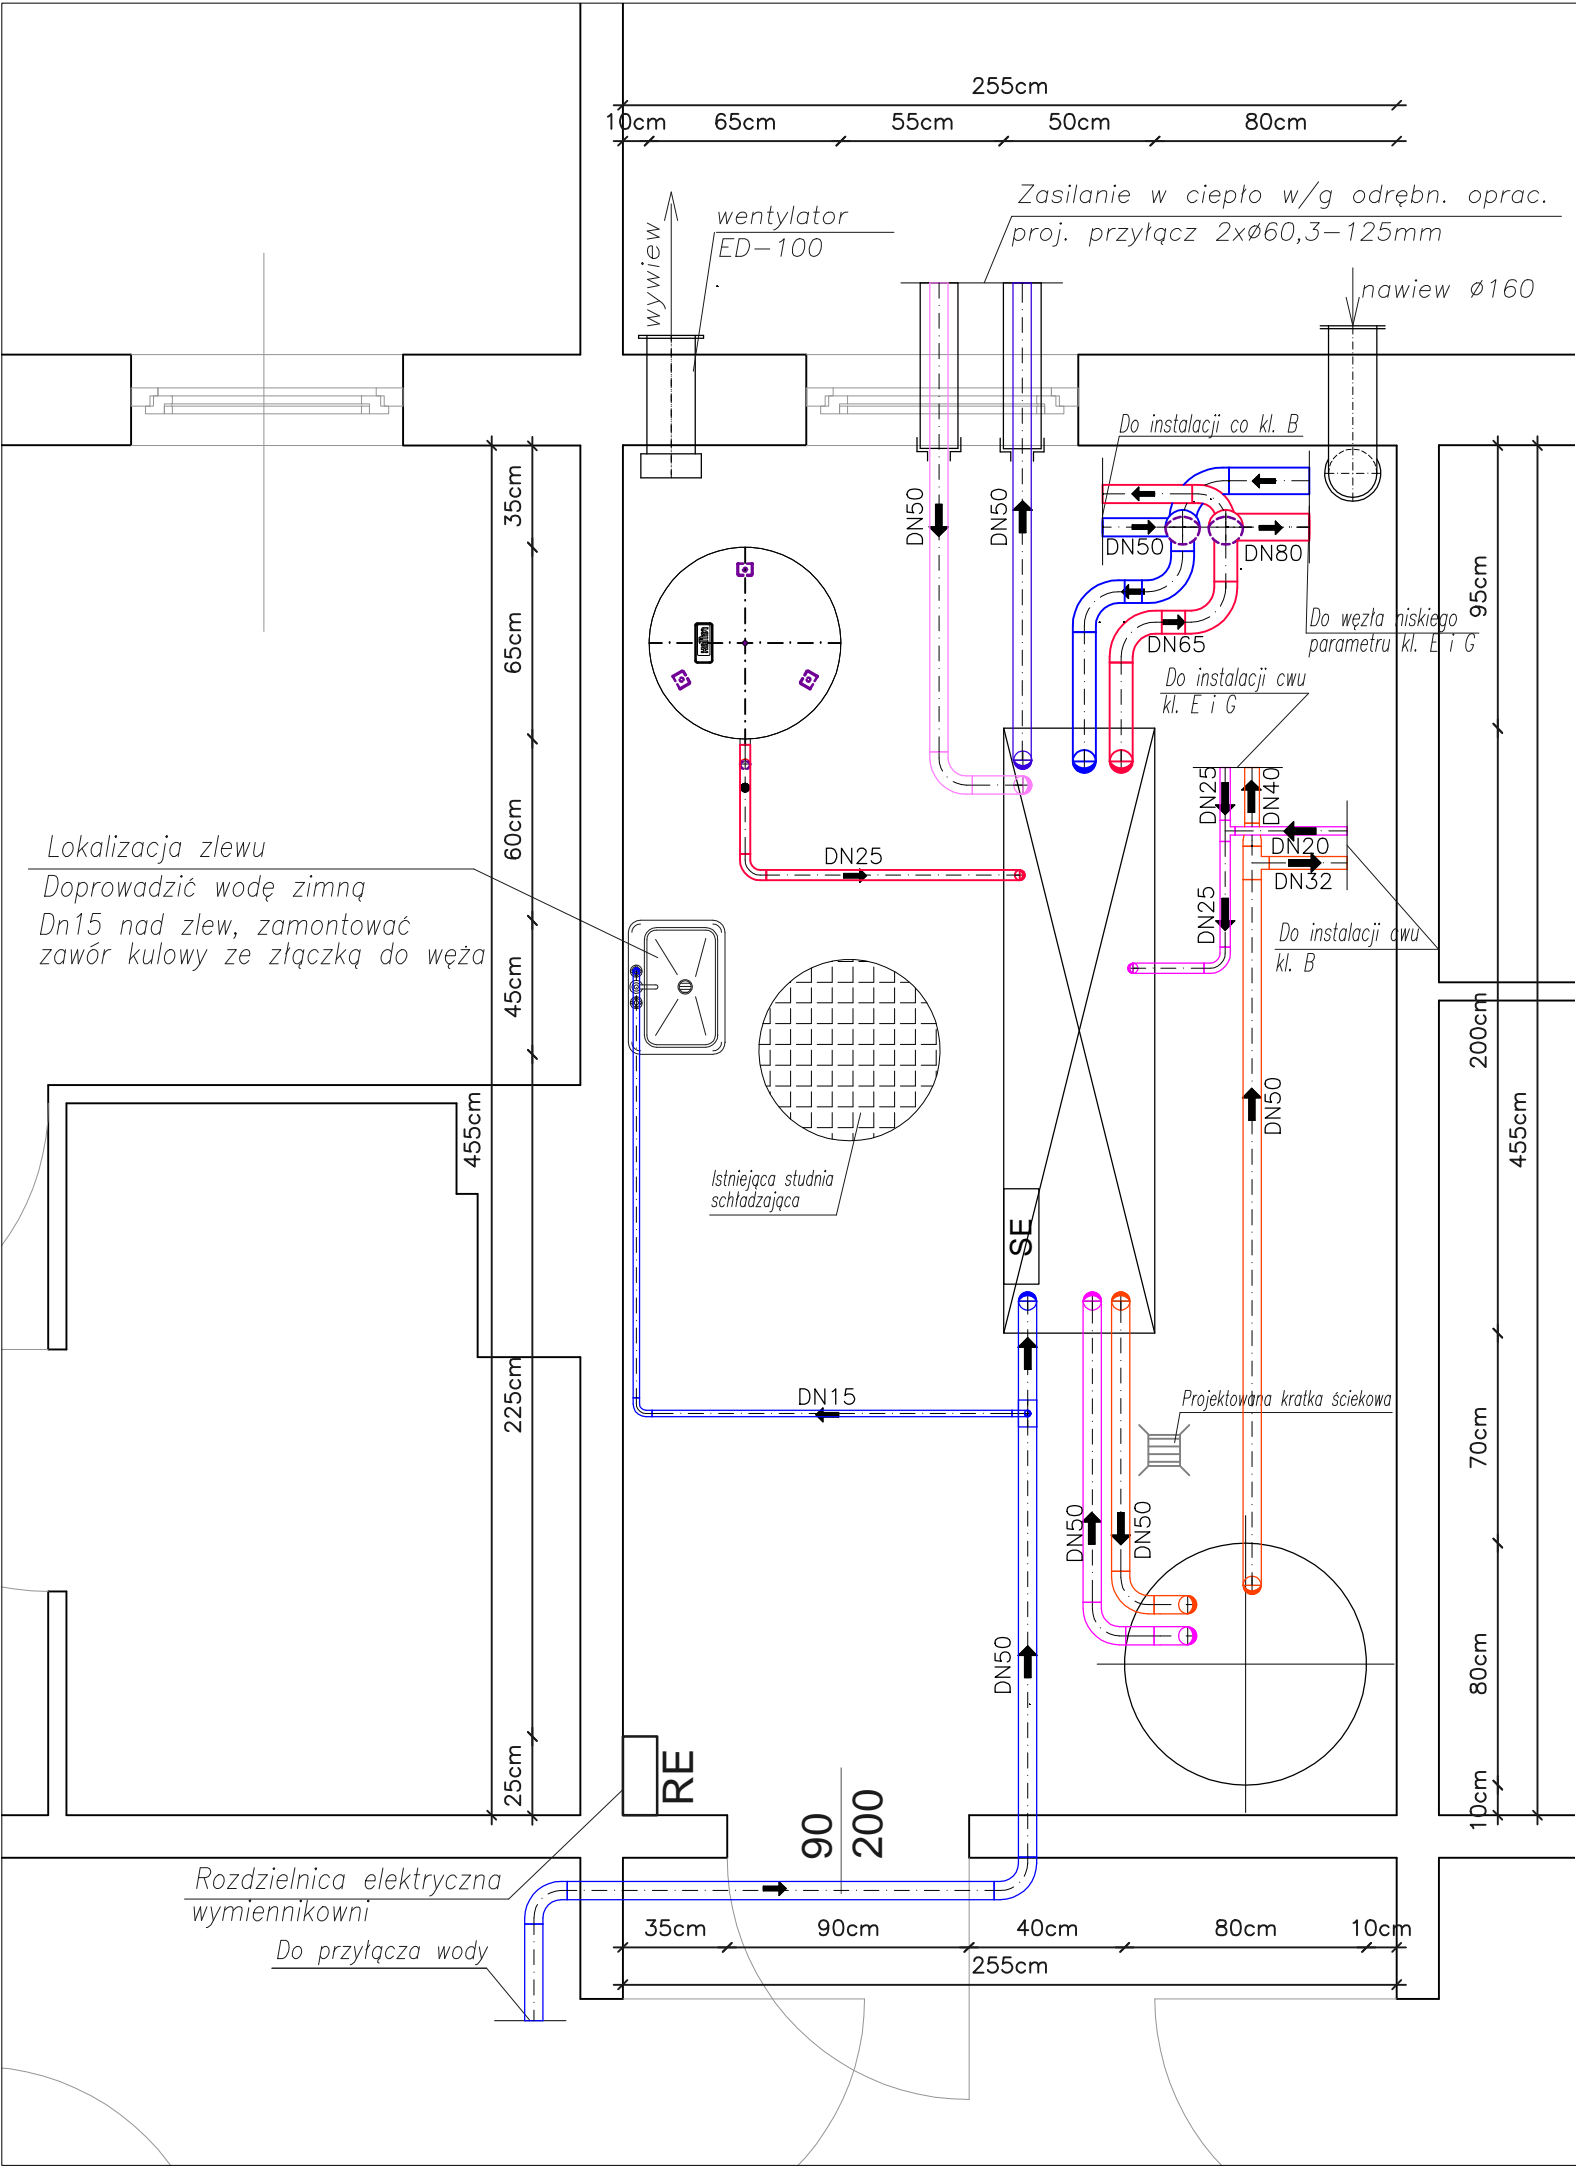 255cm
10cm 65cm 55cm 50cm 80cm
Zasilanie w ciepło w/g odrębn. oprac.
proj. przyłącz 2xø60,3-125mm
wentylator
ED-100
wywiew
nawiew ø160
Do instalacji co kl. B
DN50
DN50
DN50
DN80
DN65
Do węzła niskiego
parametru kl. E i G
Do instalacji cwu
kl. E i G
35cm
65cm
60cm
45cm
225cm
25cm
455cm
95cm
200cm
70cm
80cm
10cm
455cm
DN25
DN40
DN20
DN32
DN25
DN25
Do instalacji cwu
kl. B
Lokalizacja zlewu
Doprowadzić wodę zimną
Dn15 nad zlew, zamontować
zawór kulowy ze złączką do węża
DN50
Istniejąca studnia
schładzająca
SE
DN15
Projektowana kratka ściekowa
DN50
DN50
DN50
RE
90
200
Rozdzielnica elektryczna
wymiennikowni
Do przyłącza wody
35cm 90cm 40cm 80cm 10cm
255cm